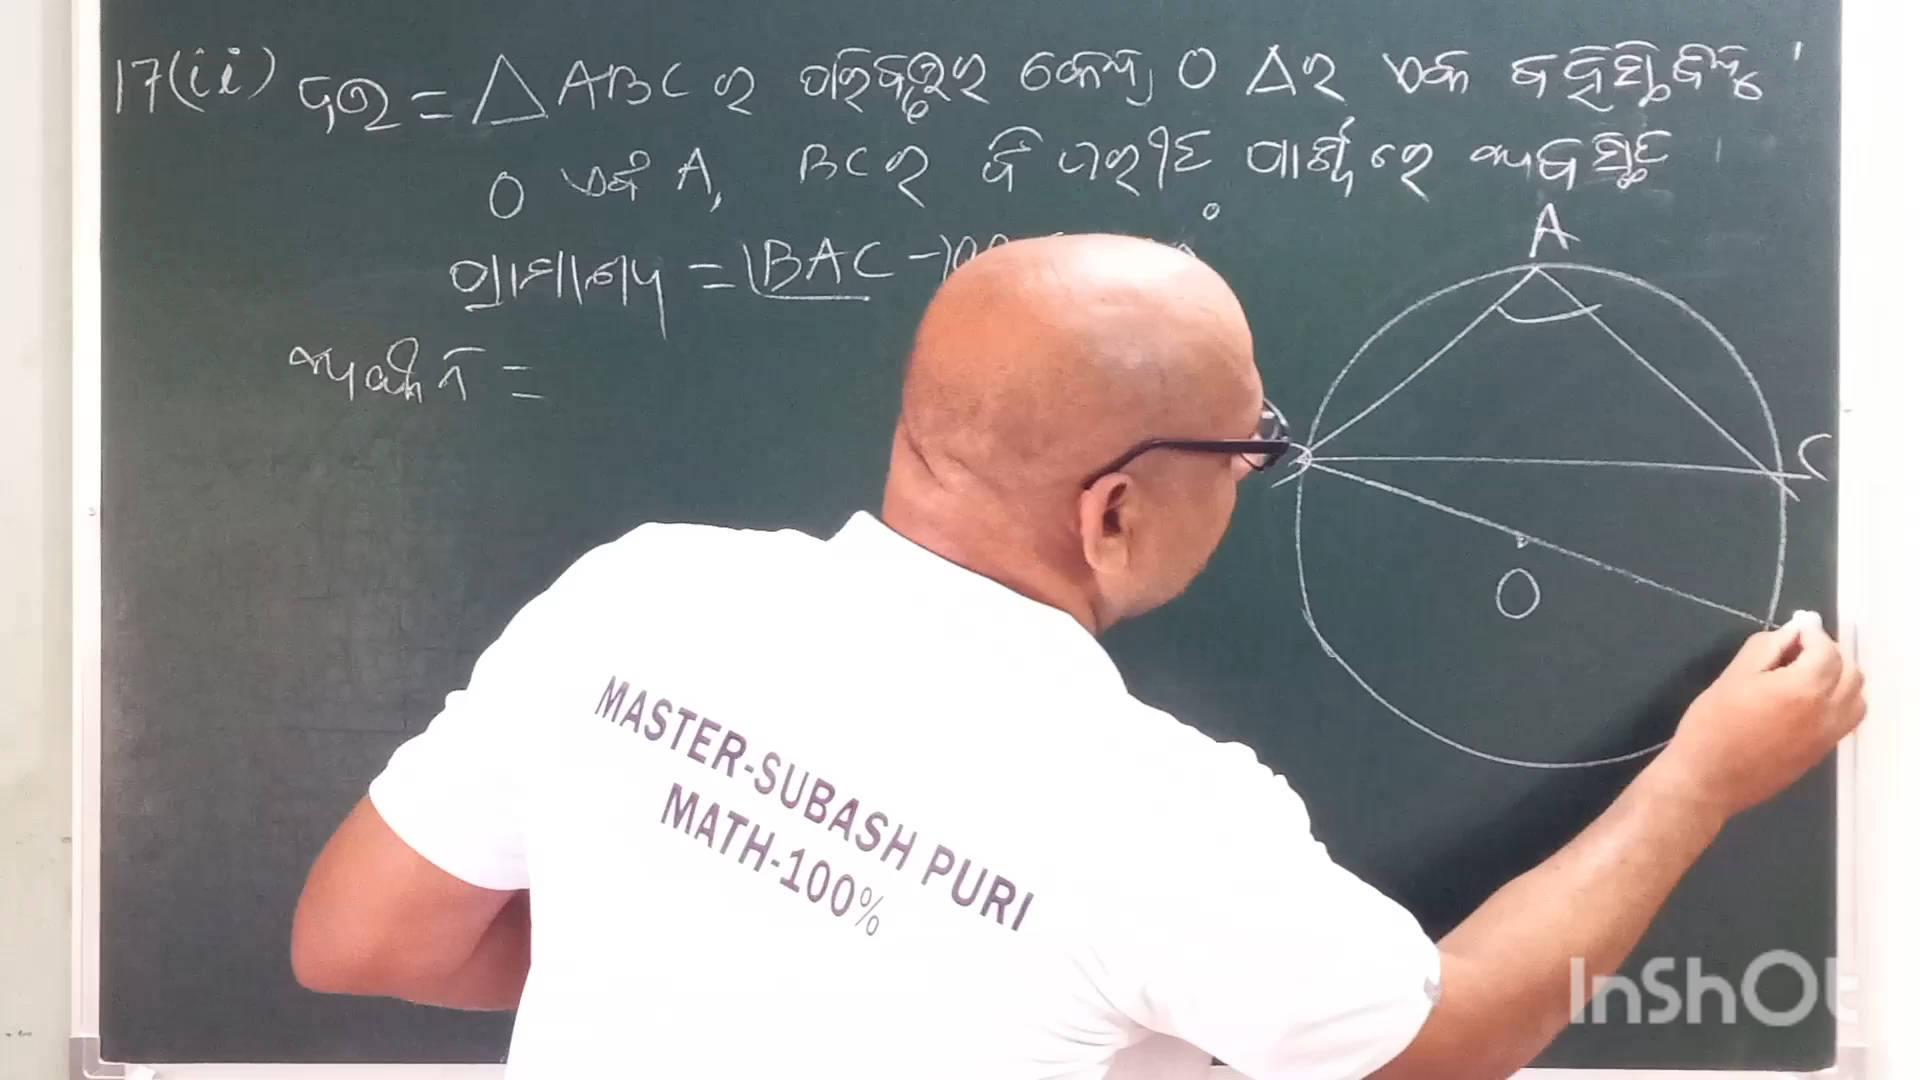 17(ii) ଦତ୍ତ = △ ABC ର ପରିବୃତ୍ତର କେନ୍ଦ୍ର O △ର ଏକ ବହିସ୍ଥ ବିନ୍ଦୁ ।
O ଏବଂ A, BC ର ବିପରୀତ ପାର୍ଶ୍ୱରେ ଅବସ୍ଥିତ ।
ପ୍ରାମାଣ୍ୟ = ∠BAC -
ଅଙ୍କନ =
A
C
O
MASTER-SUBASH PURI
MATH-100%
InShOt